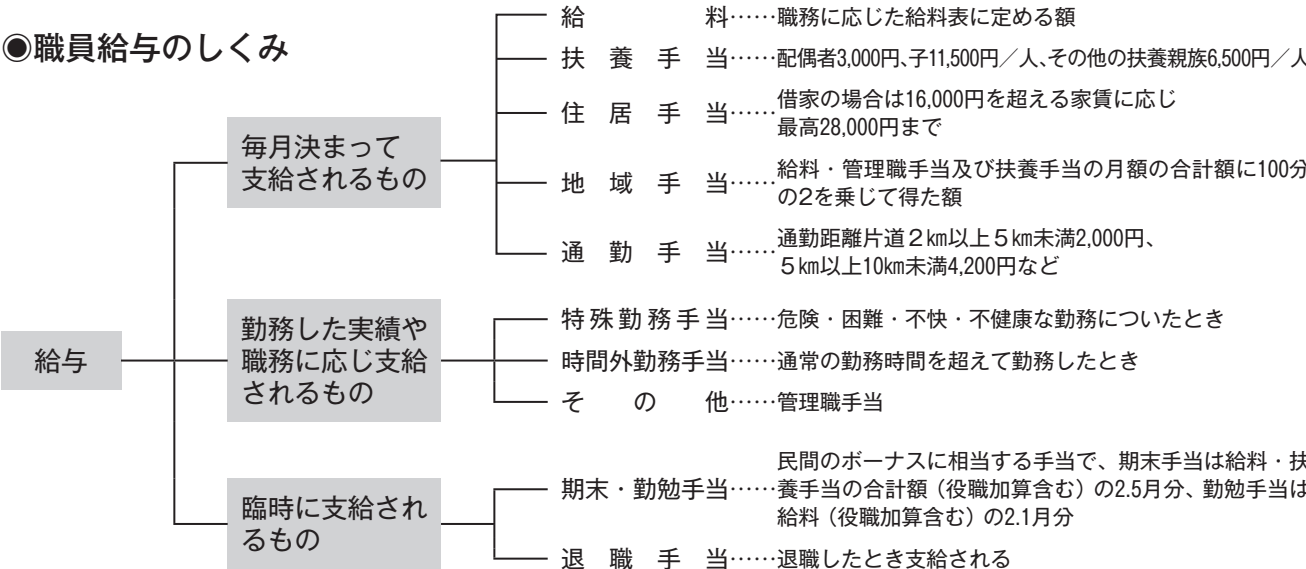 ◉職員給与のしくみ
給料……職務に応じた給料表に定める額
扶養手当……配偶者3,000円、子11,500円／人、その他の扶養親族6,500円／人
住居手当……借家の場合は16,000円を超える家賃に応じ
最高28,000円まで
地域手当……給料・管理職手当及び扶養手当の月額の合計額に100分
の2を乗じて得た額
通勤手当……通勤距離片道２㎞以上５㎞未満2,000円、
５㎞以上10㎞未満4,200円など
毎月決まって
支給されるもの
特殊勤務手当……危険・困難・不快・不健康な勤務についたとき
時間外勤務手当……通常の勤務時間を超えて勤務したとき
その他……管理職手当
勤務した実績や
職務に応じ支給
されるもの
給与
期末・勤勉手当……民間のボーナスに相当する手当で、期末手当は給料・扶
養手当の合計額（役職加算含む）の2.5月分、勤勉手当は
給料（役職加算含む）の2.1月分
退職手当……退職したとき支給される
臨時に支給され
るもの